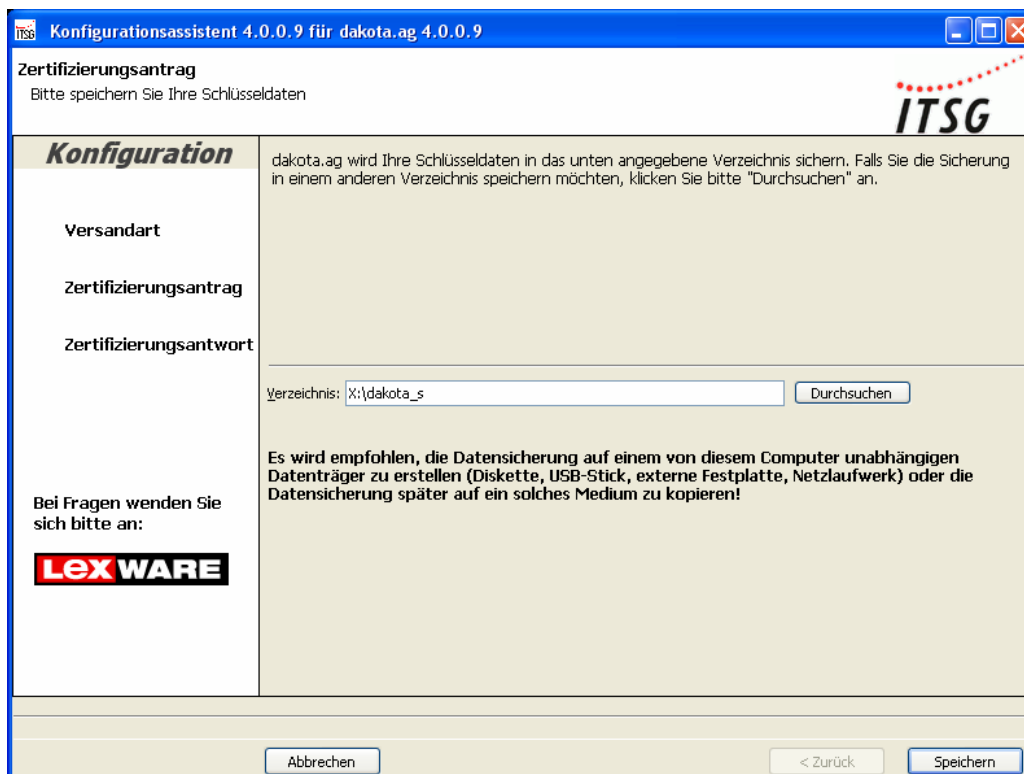 ITSG Konfigurationsassistent 4.0.0.9 für dakota.ag 4.0.0.9
Zertifizierungsantrag
Bitte speichern Sie Ihre Schlüsseldaten
ITSG
Konfiguration
Versandart
Zertifizierungsantrag
Zertifizierungsantwort
Bei Fragen wenden Sie
sich bitte an:
LEXWARE
dakota.ag wird Ihre Schlüsseldaten in das unten angegebene Verzeichnis sichern. Falls Sie die Sicherung
in einem anderen Verzeichnis speichern möchten, klicken Sie bitte "Durchsuchen" an.
Verzeichnis: X:\dakota_s Durchsuchen
Es wird empfohlen, die Datensicherung auf einem von diesem Computer unabhängigen
Datenträger zu erstellen (Diskette, USB-Stick, externe Festplatte, Netzlaufwerk) oder die
Datensicherung später auf ein solches Medium zu kopieren!
Abbrechen < Zurück Speichern